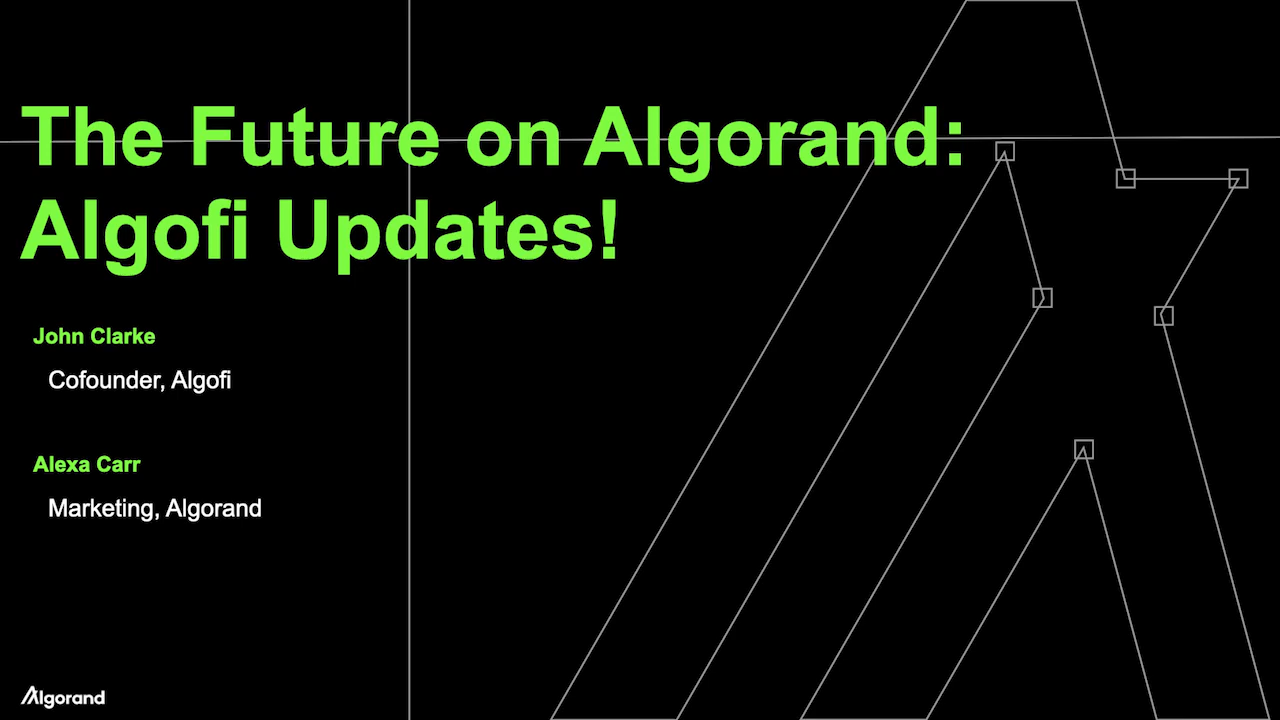 The Future on Algorand:
Algofi Updates!
John Clarke
Cofounder, Algofi
Alexa Carr
Marketing, Algorand
Algorand